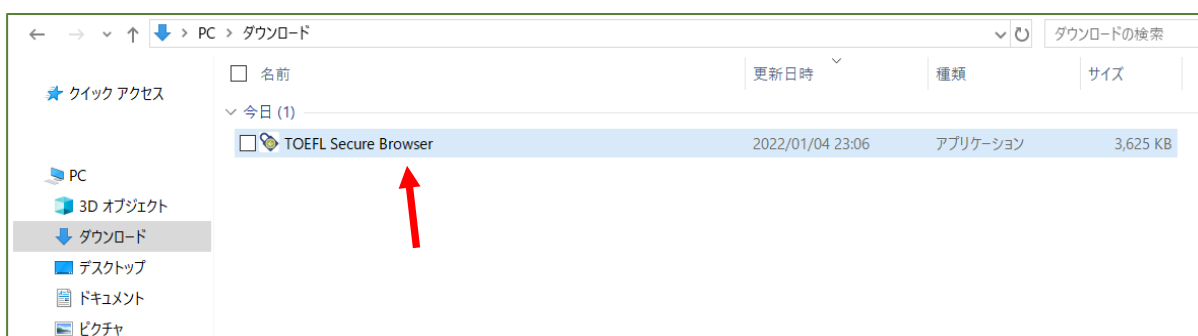 PC > ダウンロード
ダウンロードの検索
名前 更新日時 種類 サイズ
クイック アクセス
今日 (1)
TOEFL Secure Browser 2022/01/04 23:06 アプリケーション 3,625 KB
PC
3D オブジェクト
ダウンロード
デスクトップ
ドキュメント
ピクチャ